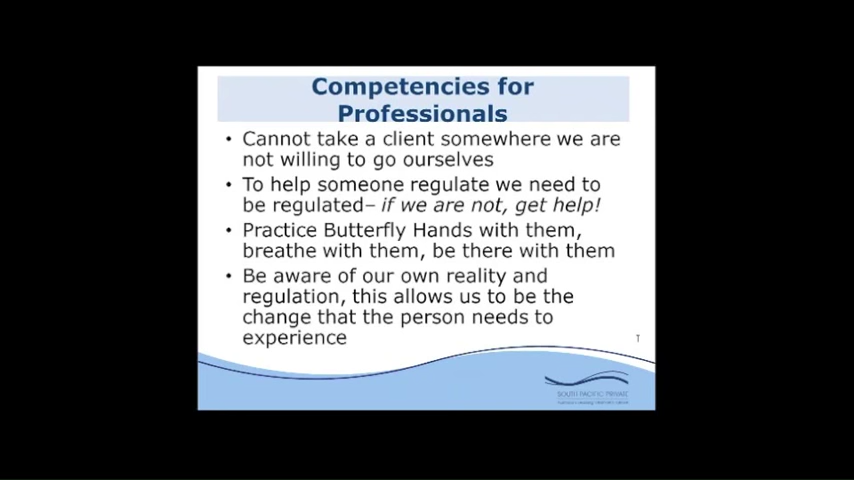 Competencies for
Professionals
• Cannot take a client somewhere we are
not willing to go ourselves
• To help someone regulate we need to
be regulated– if we are not, get help!
• Practice Butterfly Hands with them,
breathe with them, be there with them
• Be aware of our own reality and
regulation, this allows us to be the
change that the person needs to
experience
SOUTH PACIFIC PRIVATE